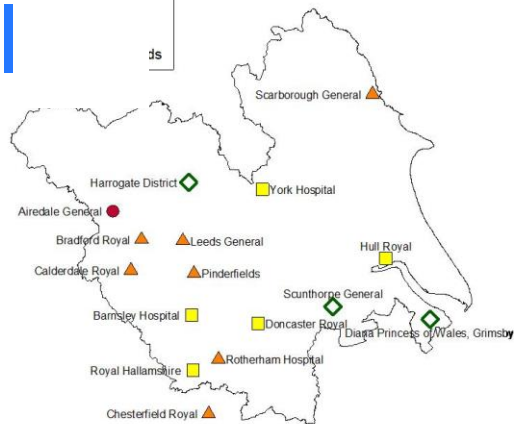 ds
Scarborough General
Harrogate District
York Hospital
Airedale General
Bradford Royal
Leeds General
Hull Royal
Calderdale Royal
Pinderfields
Scunthorpe General
Barnsley Hospital
Doncaster Royal
Diana Princess of Wales, Grimsby
Rotherham Hospital
Royal Hallamshire
Chesterfield Royal